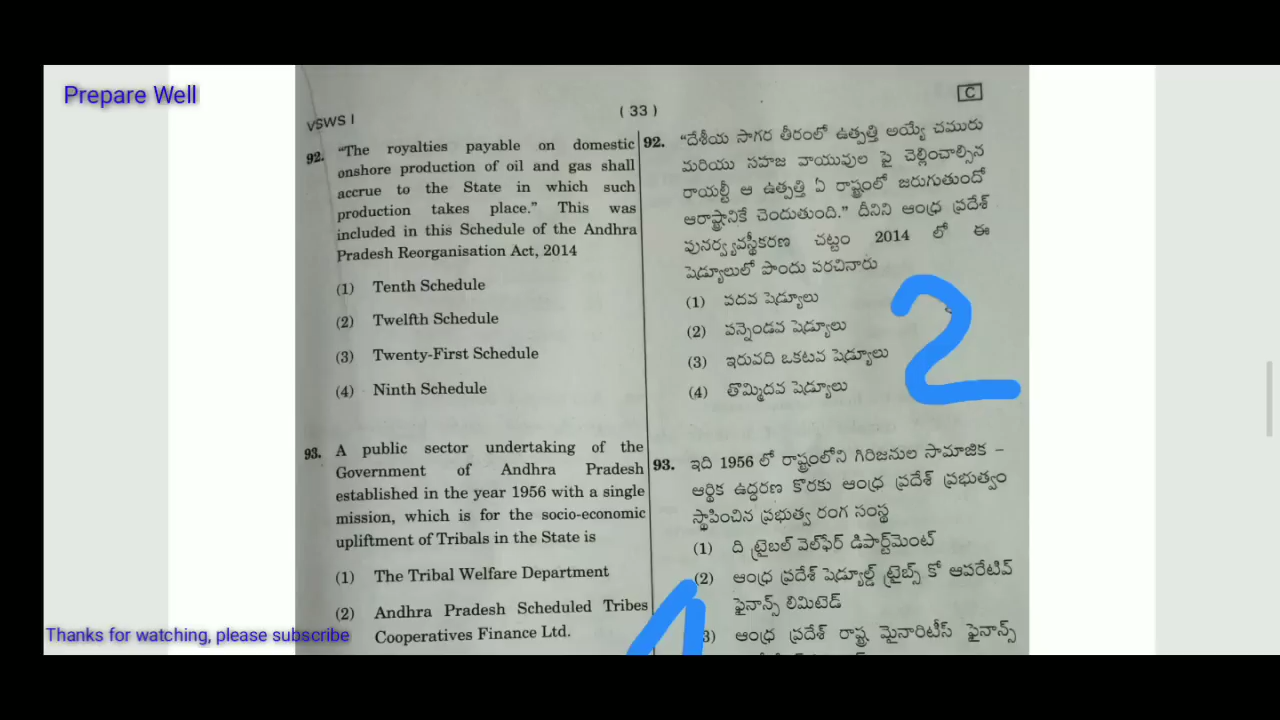 Prepare Well
VSWS I
( 33 )
C
92. "The royalties payable on domestic
onshore production of oil and gas shall
accrue to the State in which such
production takes place." This was
included in this Schedule of the Andhra
Pradesh Reorganisation Act, 2014
(1) Tenth Schedule
(2) Twelfth Schedule
(3) Twenty-First Schedule
(4) Ninth Schedule
93. A public sector undertaking of the
Government of Andhra Pradesh
established in the year 1956 with a single
mission, which is for the socio-economic
upliftment of Tribals in the State is
(1) The Tribal Welfare Department
(2) Andhra Pradesh Scheduled Tribes
Cooperatives Finance Ltd.
92. "దేశీయ సాగర తీరంలో ఉత్పత్తి అయ్యే చమురు
మరియు సహజ వాయువుల పై చెల్లించాల్సిన
రాయల్టీ ఆ ఉత్పత్తి ఏ రాష్ట్రంలో జరుగుతుందో
ఆరాష్ట్రానికే చెందుతుంది." దీనిని ఆంధ్ర ప్రదేశ్
పునర్వ్యవస్థీకరణ చట్టం 2014 లో ఈ
షెడ్యూలులో పొందు పరచినారు
(1) పదవ షెడ్యూలు
(2) పన్నెండవ షెడ్యూలు
(3) ఇరువది ఒకటవ షెడ్యూలు
(4) తొమ్మిదవ షెడ్యూలు
2
93. ఇది 1956 లో రాష్ట్రంలోని గిరిజనుల సామాజిక –
ఆర్థిక ఉద్ధరణ కొరకు ఆంధ్ర ప్రదేశ్ ప్రభుత్వం
స్థాపించిన ప్రభుత్వ రంగ సంస్థ
(1) ది ట్రైబల్ వెల్‌ఫేర్ డిపార్ట్‌మెంట్
(2) ఆంధ్ర ప్రదేశ్ షెడ్యూల్డ్ ట్రైబ్స్ కో ఆపరేటివ్
ఫైనాన్స్ లిమిటెడ్
3) ఆంధ్ర ప్రదేశ్ రాష్ట్ర మైనారిటీస్ ఫైనాన్స్
Thanks for watching, please subscribe